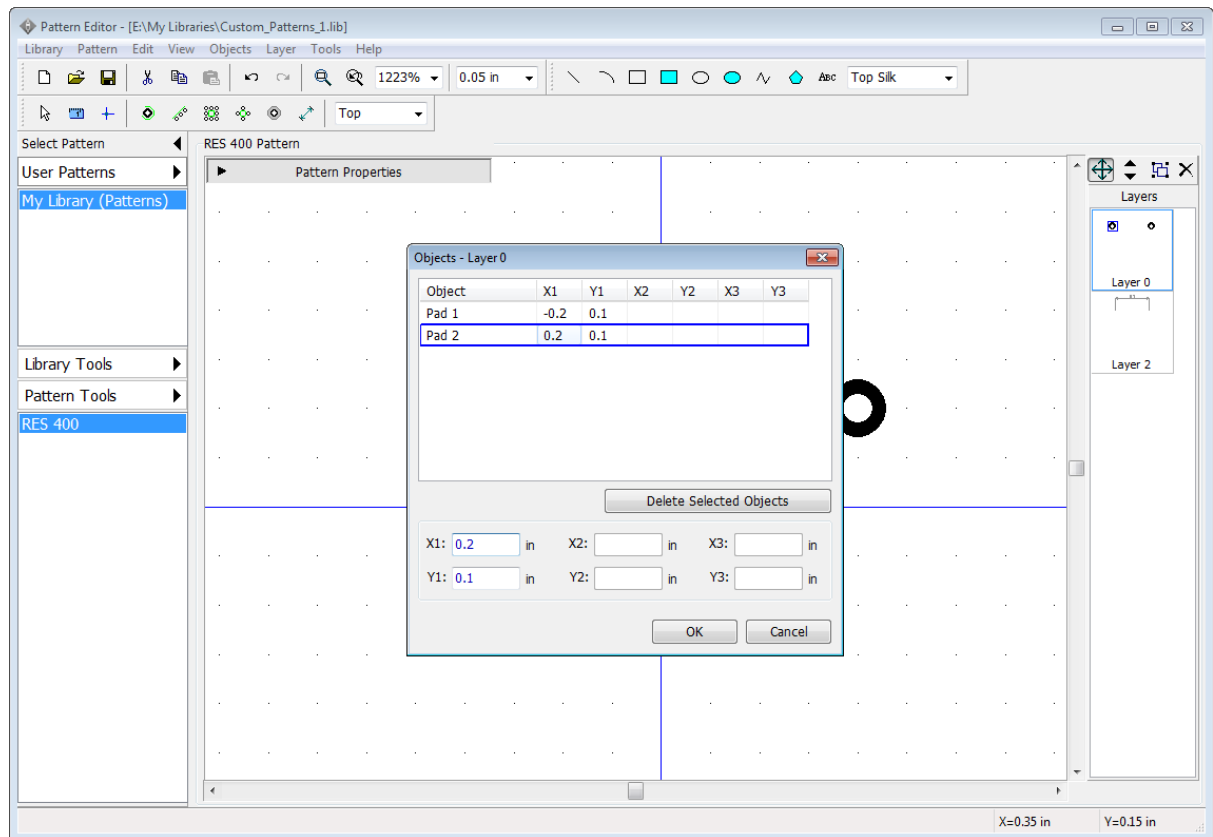 Pattern Editor - [E:\My Libraries\Custom_Patterns_1.lib]
Library Pattern Edit View Objects Layer Tools Help
1223% 0.05 in ABC Top Silk
Top
Select Pattern
RES 400 Pattern
User Patterns
Pattern Properties
My Library (Patterns)
Layers
Layer 0
Layer 2
Library Tools
Pattern Tools
RES 400
Objects - Layer 0
Object X1 Y1 X2 Y2 X3 Y3
Pad 1 -0.2 0.1
Pad 2 0.2 0.1
Delete Selected Objects
X1: 0.2 in X2: in X3: in
Y1: 0.1 in Y2: in Y3: in
OK Cancel
X=0.35 in Y=0.15 in